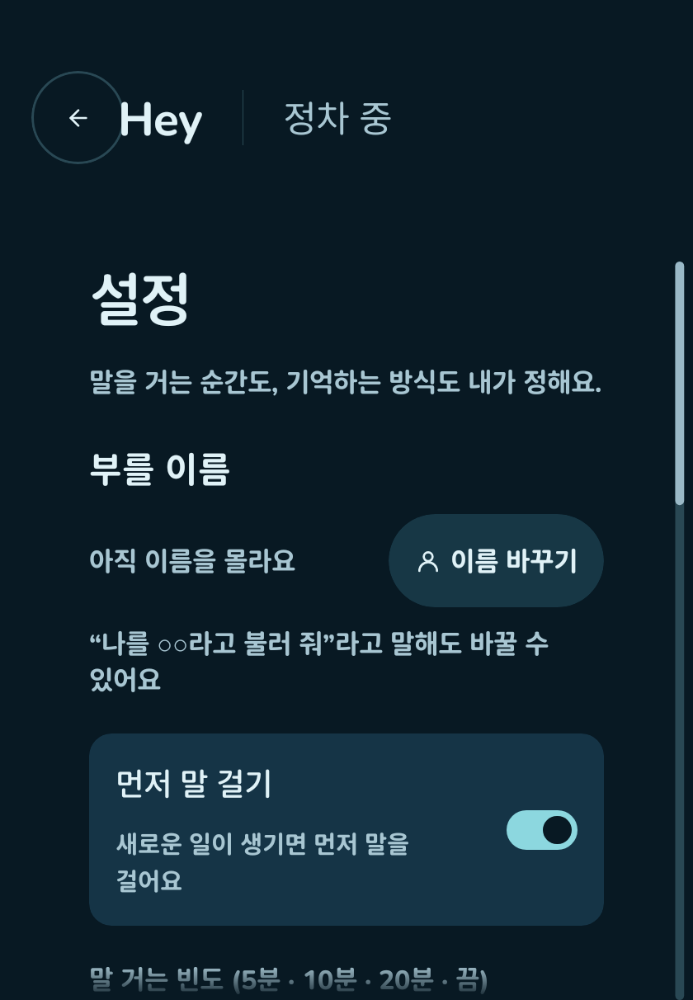 Hey
정차 중
설정
말을 거는 순간도, 기억하는 방식도 내가 정해요.
부를 이름
아직 이름을 몰라요
이름 바꾸기
“나를 ○○라고 불러 줘”라고 말해도 바꿀 수
있어요
먼저 말 걸기
새로운 일이 생기면 먼저 말을
걸어요
말 거는 빈도 (5분 · 10분 · 20분 · 끔)